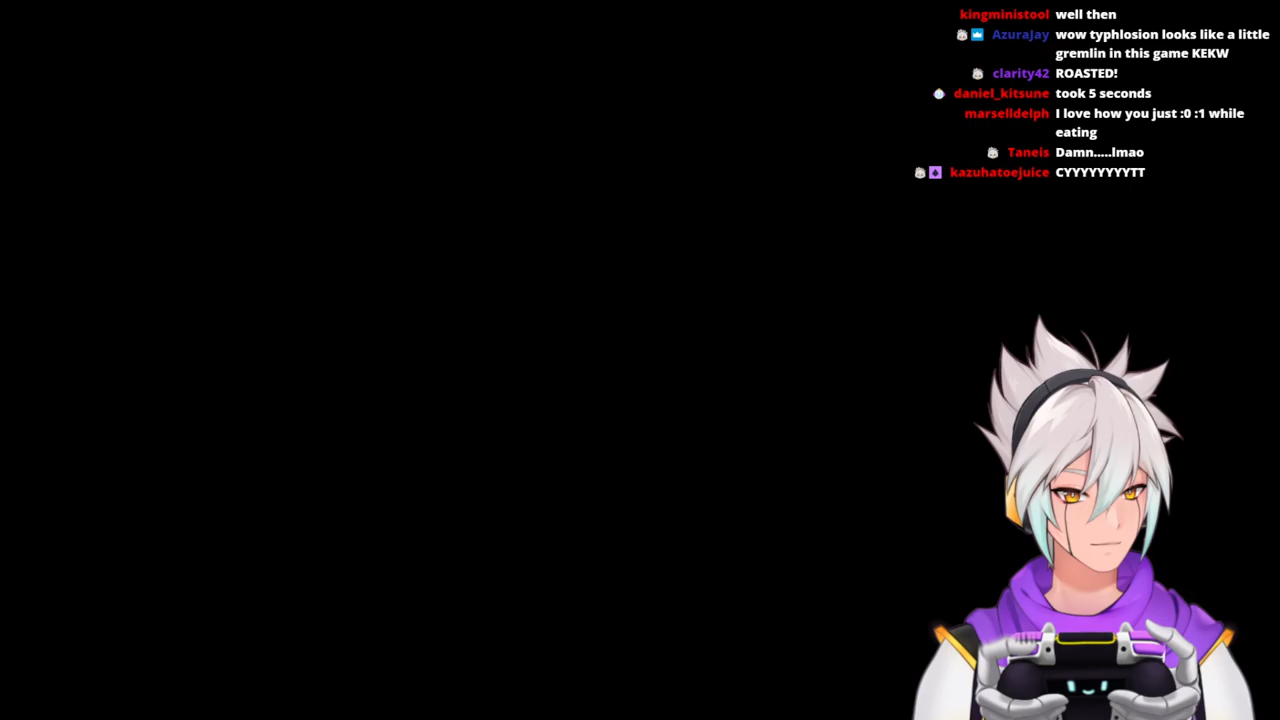 kingministool well then
AzuraJay wow typhlosion looks like a little
gremlin in this game KEKW
clarity42 ROASTED!
daniel_kitsune took 5 seconds
marselldelph I love how you just :0 :1 while
eating
Taneis Damn.....lmao
kazuhatoejuice CYYYYYYYYTT